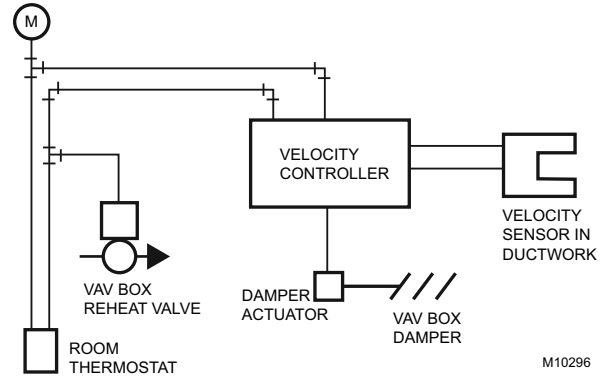 M
VELOCITY
CONTROLLER
VELOCITY
SENSOR IN
DUCTWORK
VAV BOX
REHEAT VALVE
DAMPER
ACTUATOR
VAV BOX
DAMPER
ROOM
THERMOSTAT
M10296